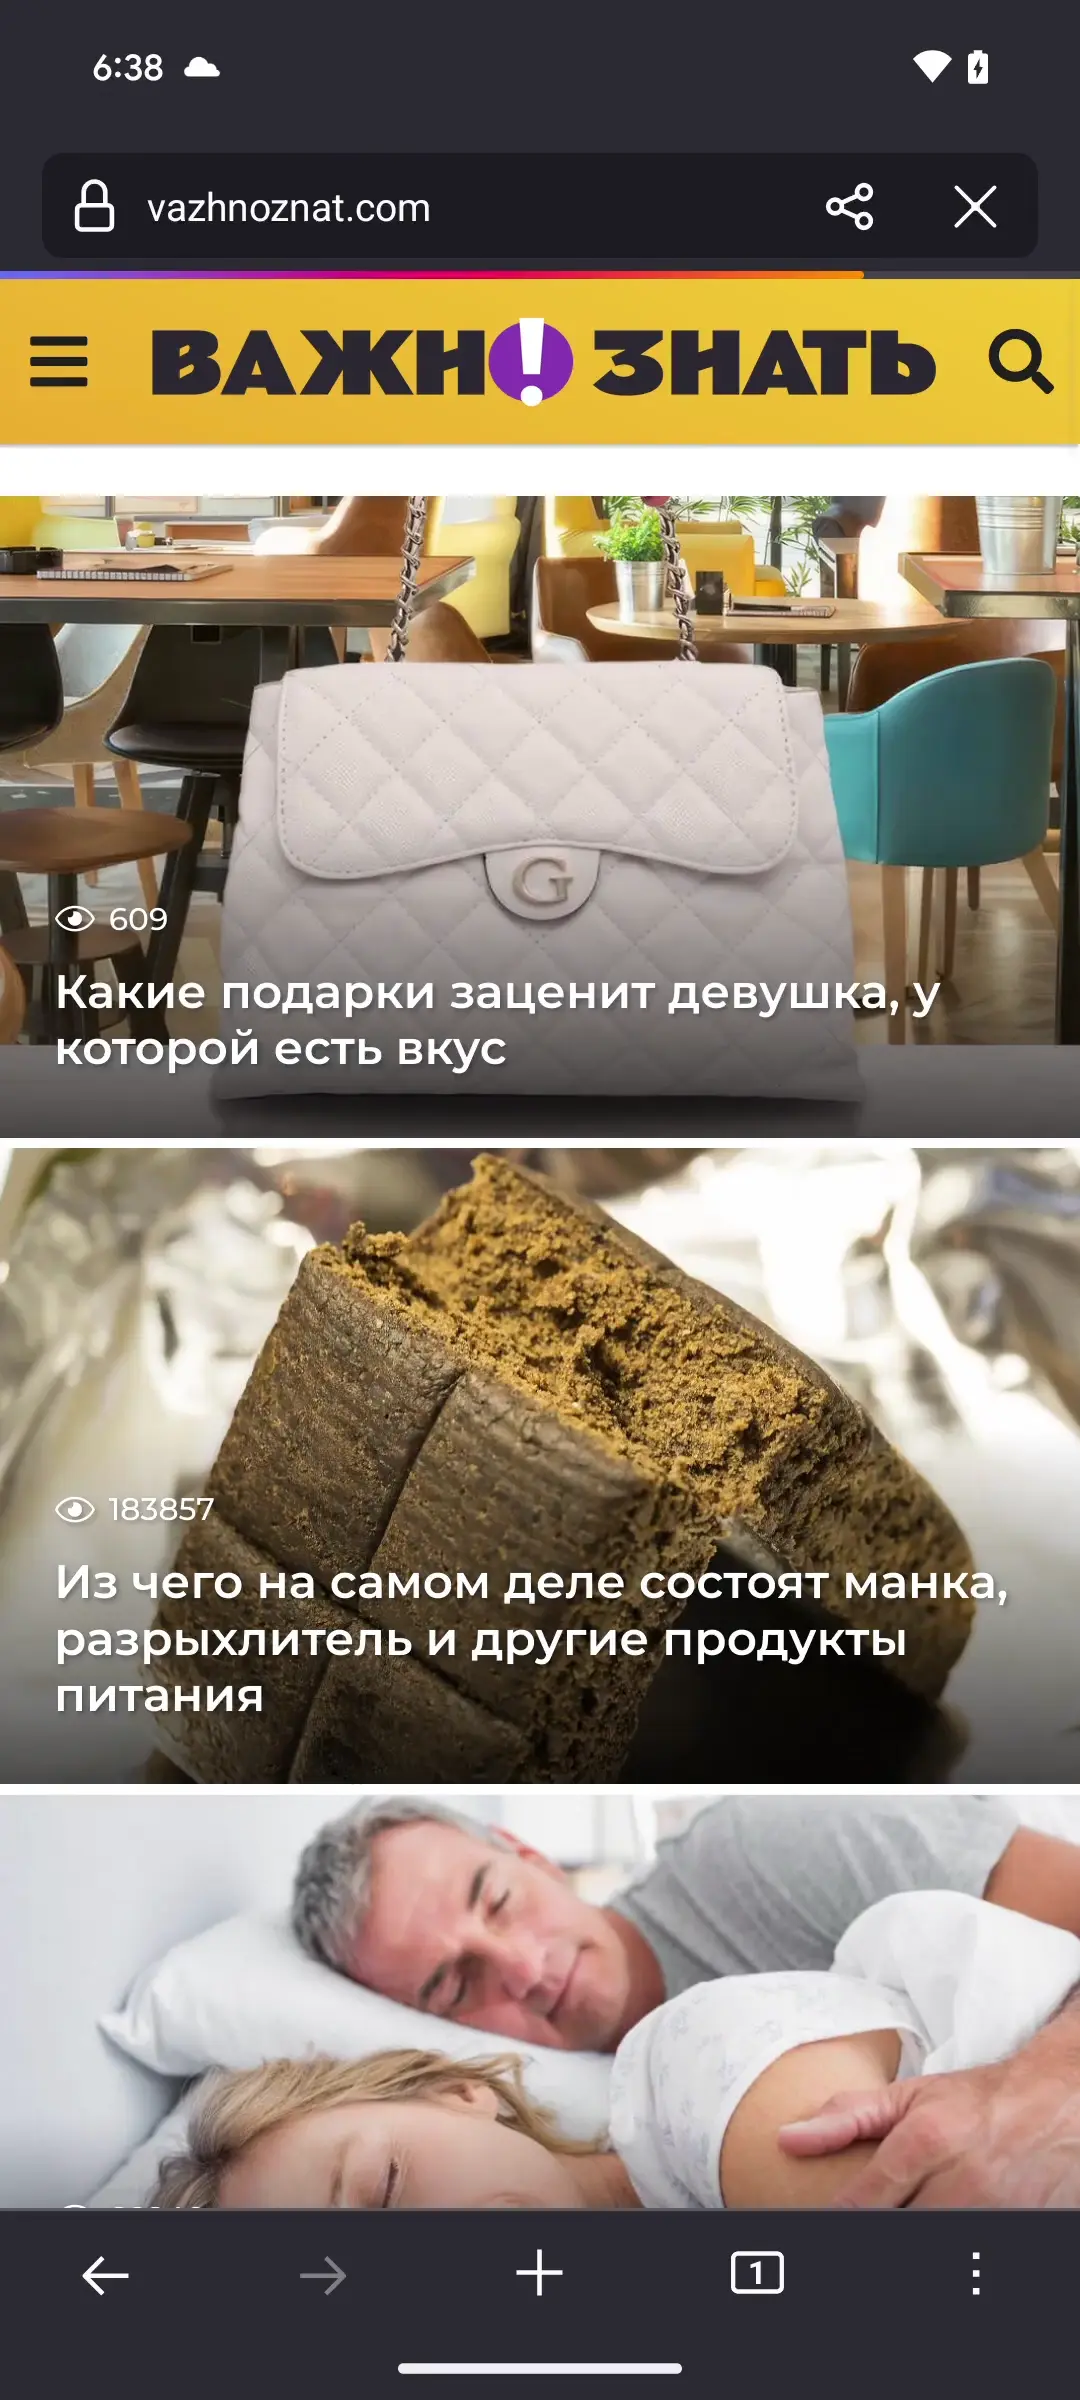 6:38
vazhnoznat.com
ВАЖН! ЗНАТЬ
G
609
Какие подарки заценит девушка, у
которой есть вкус
183857
Из чего на самом деле состоят манка,
разрыхлитель и другие продукты
питания
1